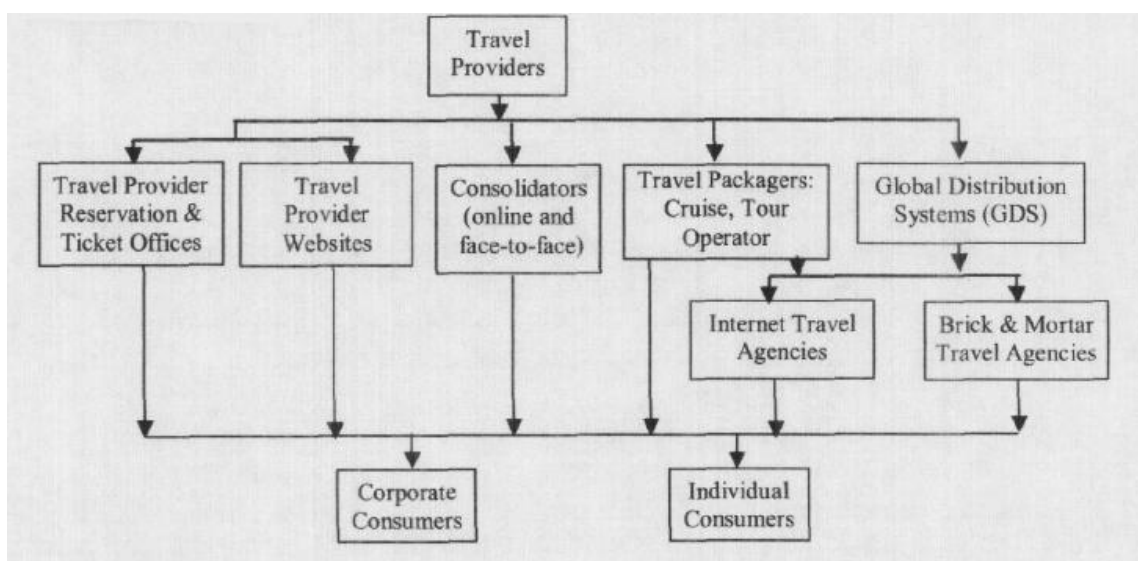 Travel
Providers
Travel Provider
Reservation &
Ticket Offices
Travel
Provider
Websites
Consolidators
(online and
face-to-face)
Travel Packagers:
Cruise, Tour
Operator
Global Distribution
Systems (GDS)
Internet Travel
Agencies
Brick & Mortar
Travel Agencies
Corporate
Consumers
Individual
Consumers